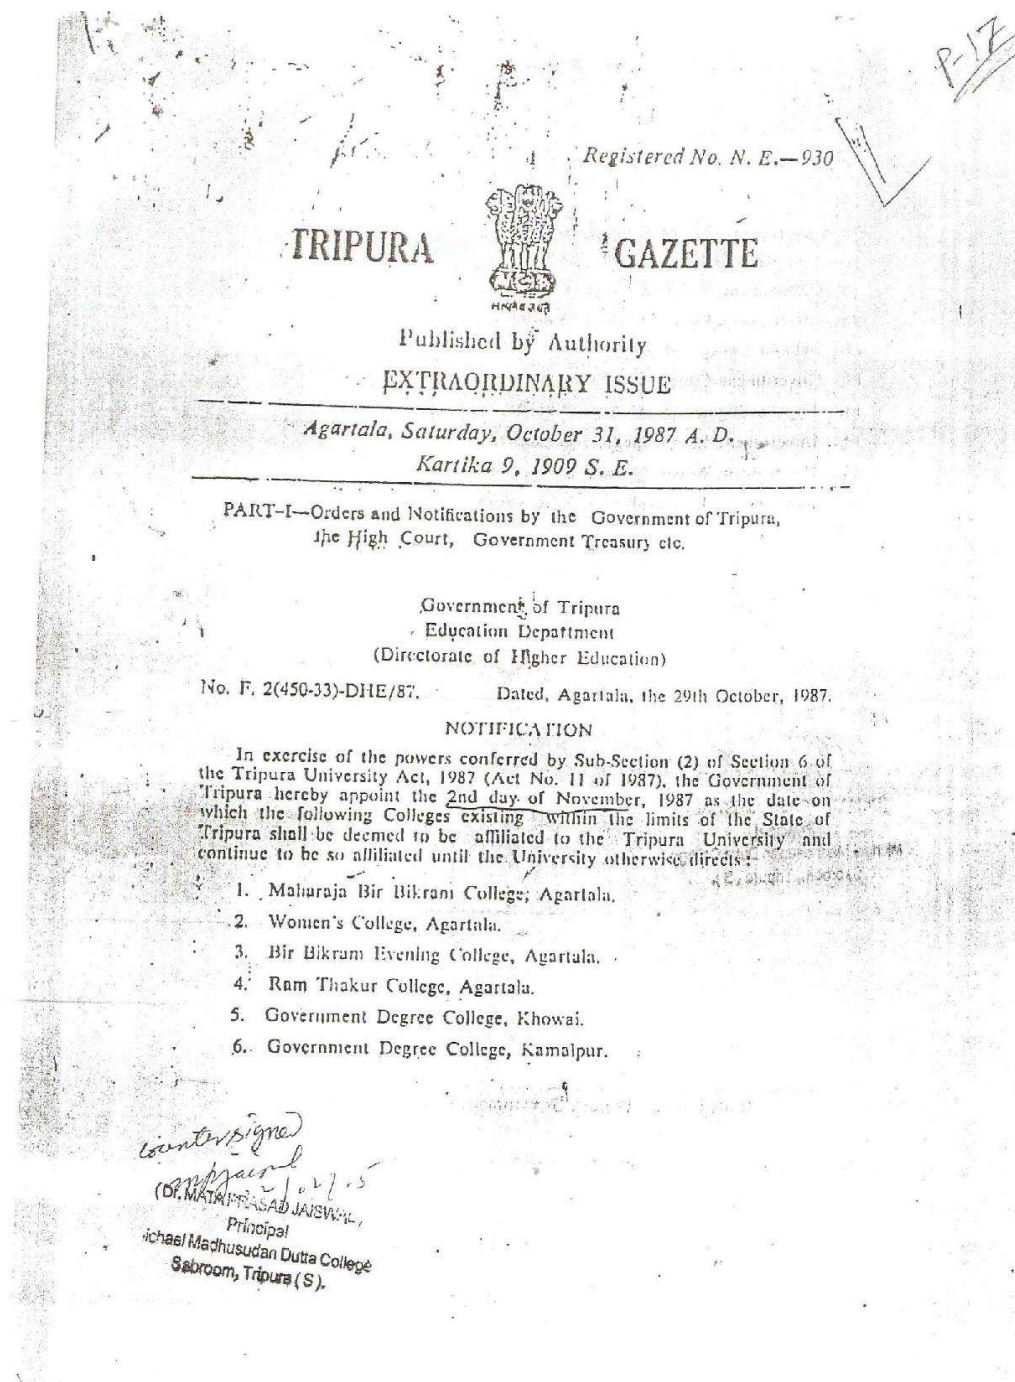 P-17
Registered No. N. E.—930
TRIPURA GAZETTE
Published by Authority
EXTRAORDINARY ISSUE
Agartala, Saturday, October 31, 1987 A. D.
Kartika 9, 1909 S. E.
PART-I—Orders and Notifications by the Government of Tripura,
the High Court, Government Treasury etc.
Government of Tripura
Education Department
(Directorate of Higher Education)
No. F. 2(450-33)-DHE/87. Dated, Agartala, the 29th October, 1987.
NOTIFICATION
In exercise of the powers conferred by Sub-Section (2) of Section 6 of
the Tripura University Act, 1987 (Act No. 11 of 1987), the Government of
Tripura hereby appoint the 2nd day of November, 1987 as the date on
which the following Colleges existing within the limits of the State of
Tripura shall be deemed to be affiliated to the Tripura University and
continue to be so affiliated until the University otherwise directs :
1. Maharaja Bir Bikram College, Agartala.
2. Women's College, Agartala.
3. Bir Bikram Evening College, Agartala.
4. Ram Thakur College, Agartala.
5. Government Degree College, Khowai.
6. Government Degree College, Kamalpur.
countersigned
(Dr. MATA PRASAD JAISWAL)
Principal
ichael Madhusudan Dutta College
Sabroom, Tripura (S).